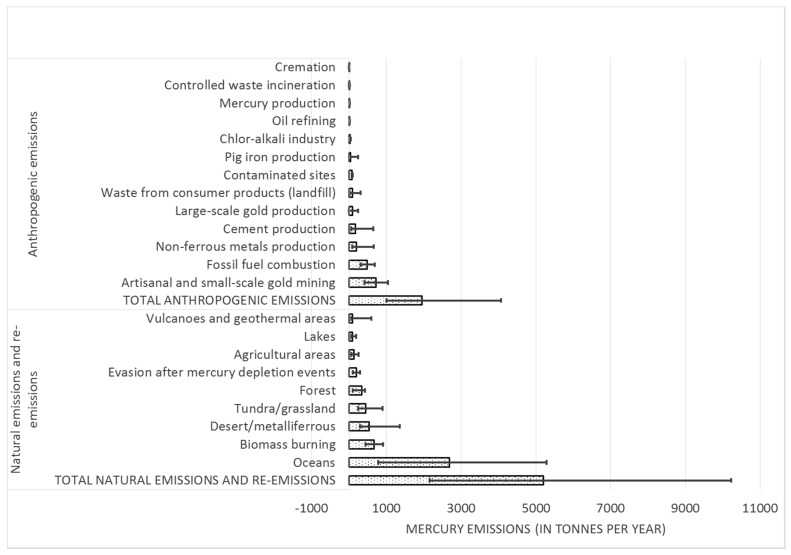 Anthropogenic emissions
Cremation
Controlled waste incineration
Mercury production
Oil refining
Chlor-alkali industry
Pig iron production
Contaminated sites
Waste from consumer products (landfill)
Large-scale gold production
Cement production
Non-ferrous metals production
Fossil fuel combustion
Artisanal and small-scale gold mining
TOTAL ANTHROPOGENIC EMISSIONS
Natural emissions and re-
emissions
Vulcanoes and geothermal areas
Lakes
Agricultural areas
Evasion after mercury depletion events
Forest
Tundra/grassland
Desert/metalliferrous
Biomass burning
Oceans
TOTAL NATURAL EMISSIONS AND RE-EMISSIONS
-1000 1000 3000 5000 7000 9000 11000
MERCURY EMISSIONS (IN TONNES PER YEAR)